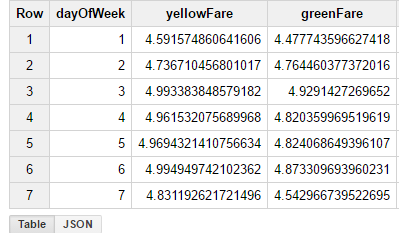 Row dayOfWeek yellowFare greenFare
1 1 4.591574860641606 4.477743596627418
2 2 4.736710456801017 4.764460377372016
3 3 4.993383848579182 4.9291427269652
4 4 4.961532075689968 4.820359969519619
5 5 4.9694321410756634 4.824068649396107
6 6 4.994949742102362 4.873309693960231
7 7 4.831192621721496 4.542966739522695
Table JSON